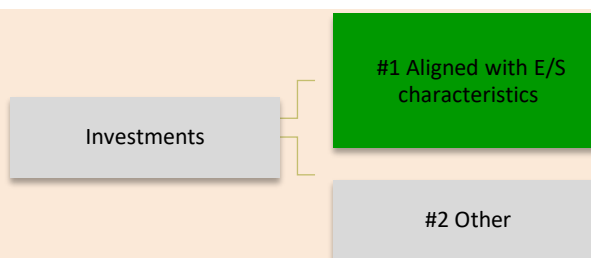 #1 Aligned with E/S
characteristics
Investments
#2 Other